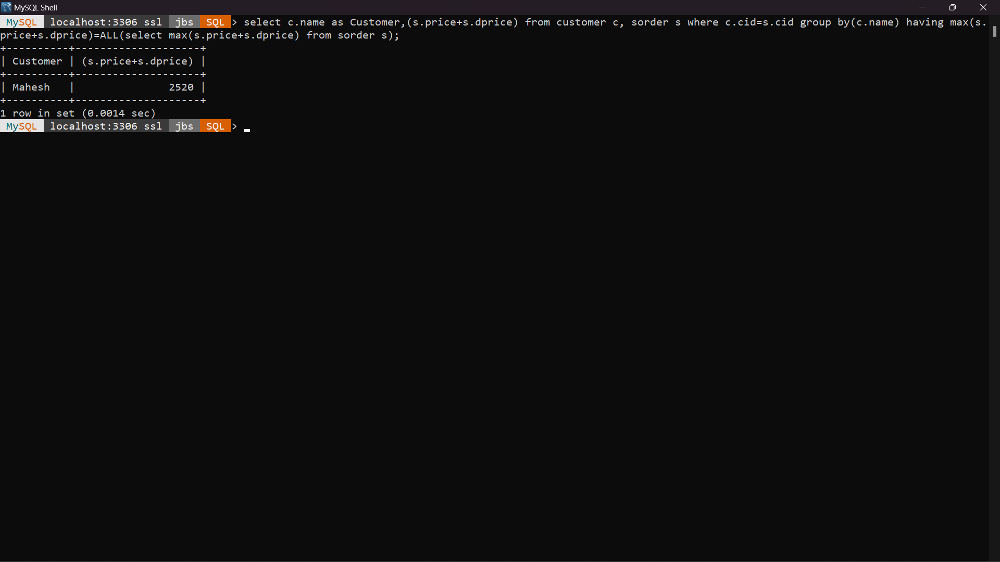 MySQL Shell
MySQL localhost:3306 ssl jbs SQL > select c.name as Customer,(s.price+s.dprice) from customer c, sorder s where c.cid=s.cid group by(c.name) having max(s.
price+s.dprice)=ALL(select max(s.price+s.dprice) from sorder s);
+----------+--------------------+
| Customer | (s.price+s.dprice) |
+----------+--------------------+
| Mahesh   |               2520 |
+----------+--------------------+
1 row in set (0.0014 sec)
MySQL localhost:3306 ssl jbs SQL > _